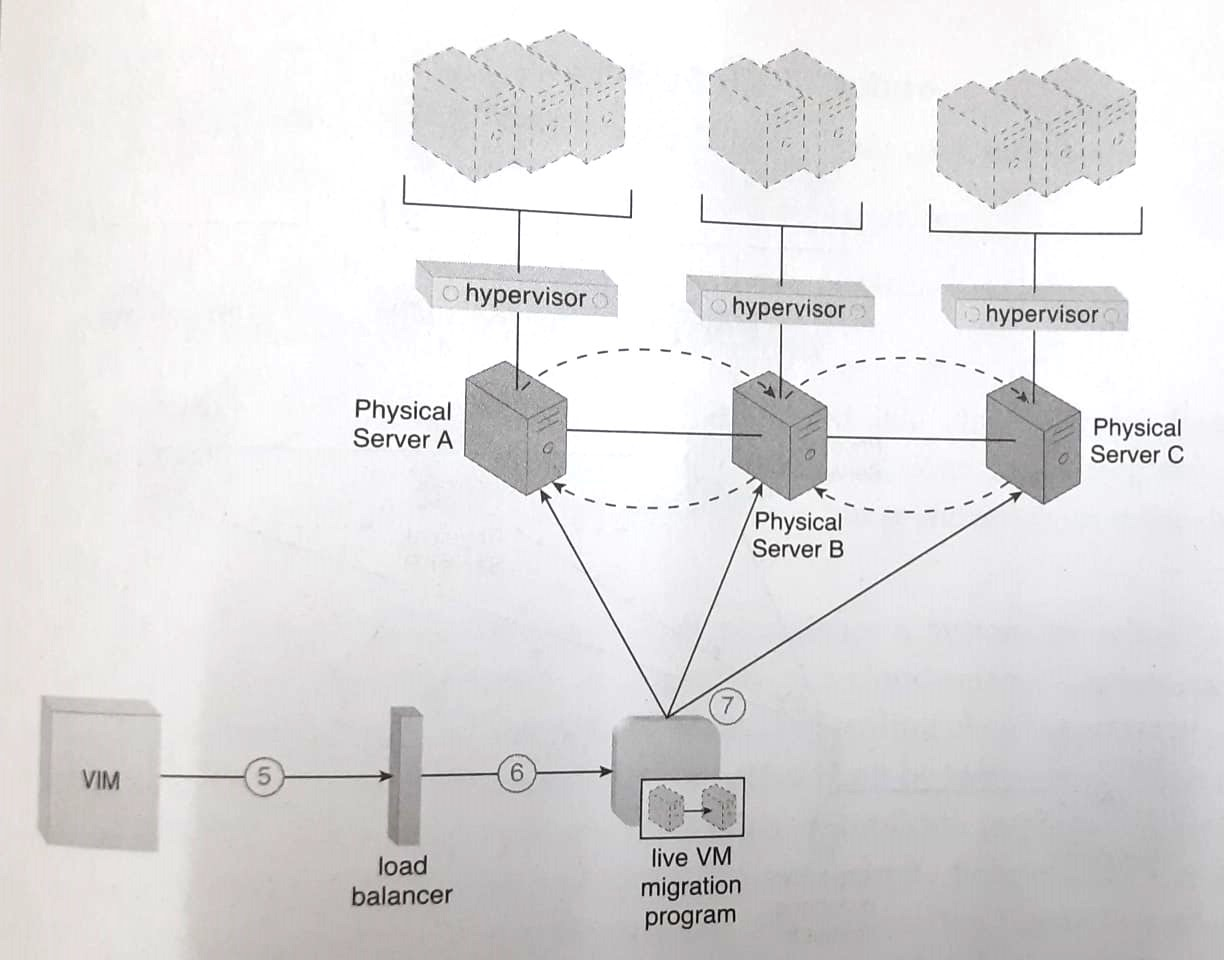 hypervisor
hypervisor
hypervisor
Physical
Server A
Physical
Server B
Physical
Server C
7
VIM
5
6
load
balancer
live VM
migration
program